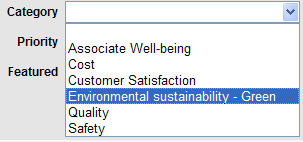 Category
Priority
Associate Well-being
Cost
Featured
Customer Satisfaction
Environmental sustainability - Green
Quality
Safety